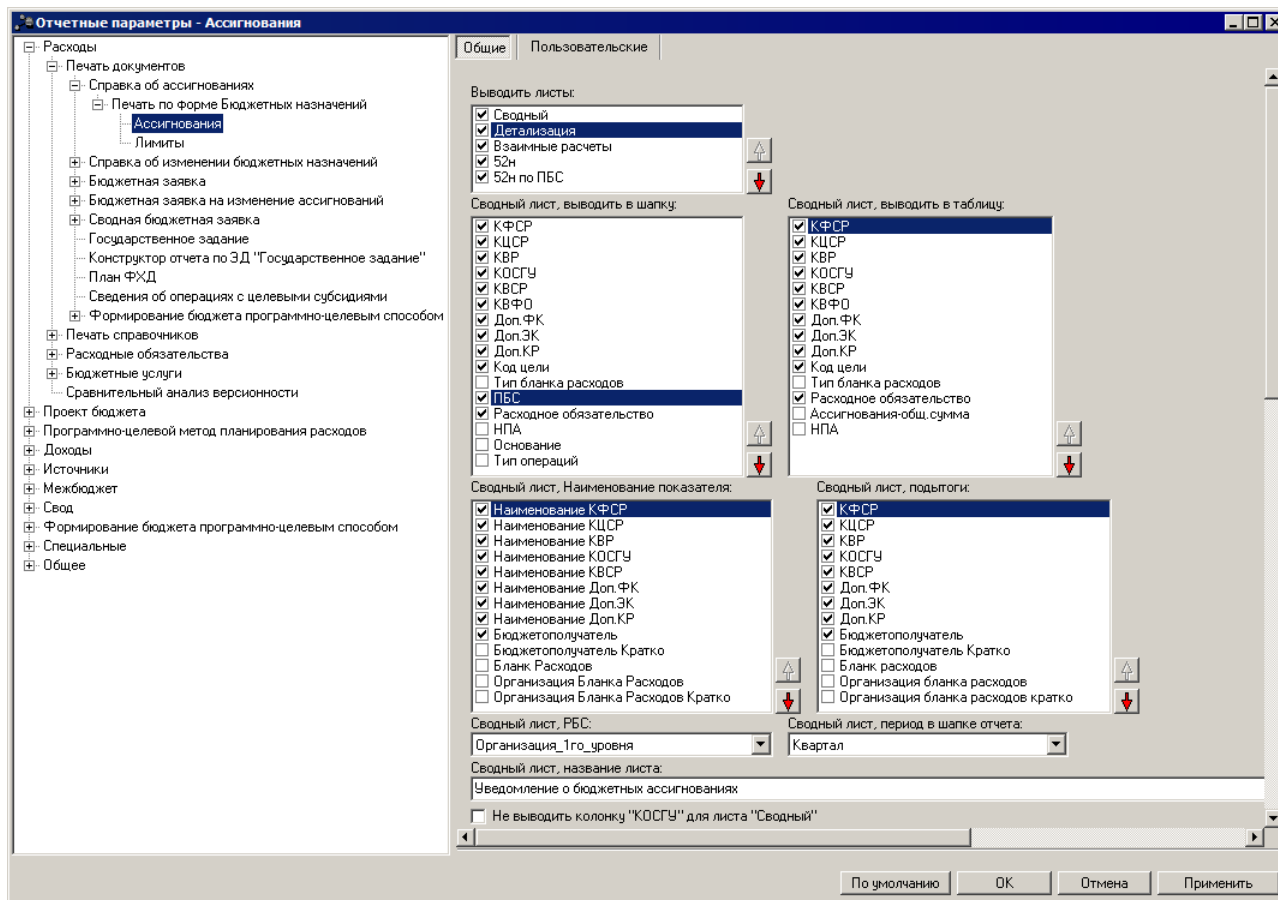 Отчетные параметры - Ассигнования
Расходы
Печать документов
Справка об ассигнованиях
Печать по форме Бюджетных назначений
Ассигнования
Лимиты
Справка об изменении бюджетных назначений
Бюджетная заявка
Бюджетная заявка на изменение ассигнований
Сводная бюджетная заявка
Государственное задание
Конструктор отчета по ЭД "Государственное задание"
План ФХД
Сведения об операциях с целевыми субсидиями
Формирование бюджета программно-целевым способом
Печать справочников
Расходные обязательства
Бюджетные услуги
Сравнительный анализ версионности
Проект бюджета
Программно-целевой метод планирования расходов
Доходы
Источники
Межбюджет
Свод
Формирование бюджета программно-целевым способом
Специальные
Общее
Общие
Пользовательские
Выводить листы:
Сводный
Детализация
Взаимные расчеты
52н
52н по ПБС
Сводный лист, выводить в шапку:
КФСР
КЦСР
КВР
КОСГУ
КВСР
КВФО
Доп.ФК
Доп.ЭК
Доп.КР
Код цели
Тип бланка расходов
ПБС
Расходное обязательство
НПА
Основание
Тип операций
Сводный лист, выводить в таблицу:
КФСР
КЦСР
КВР
КОСГУ
КВСР
КВФО
Доп.ФК
Доп.ЭК
Доп.КР
Код цели
Тип бланка расходов
Расходное обязательство
Ассигнования-общ.сумма
НПА
Сводный лист, Наименование показателя:
Наименование КФСР
Наименование КЦСР
Наименование КВР
Наименование КОСГУ
Наименование КВСР
Наименование Доп.ФК
Наименование Доп.ЭК
Наименование Доп.КР
Бюджетополучатель
Бюджетополучатель Кратко
Бланк Расходов
Организация Бланка Расходов
Организация Бланка Расходов Кратко
Сводный лист, подытоги:
КФСР
КЦСР
КВР
КОСГУ
КВСР
Доп.ФК
Доп.ЭК
Доп.КР
Бюджетополучатель
Бюджетополучатель Кратко
Бланк расходов
Организация бланка расходов
Организация бланка расходов кратко
Сводный лист, РБС:
Организация_1го_уровня
Сводный лист, период в шапке отчета:
Квартал
Сводный лист, название листа:
Уведомление о бюджетных ассигнованиях
Не выводить колонку "КОСГУ" для листа "Сводный"
По умолчанию
ОК
Отмена
Применить